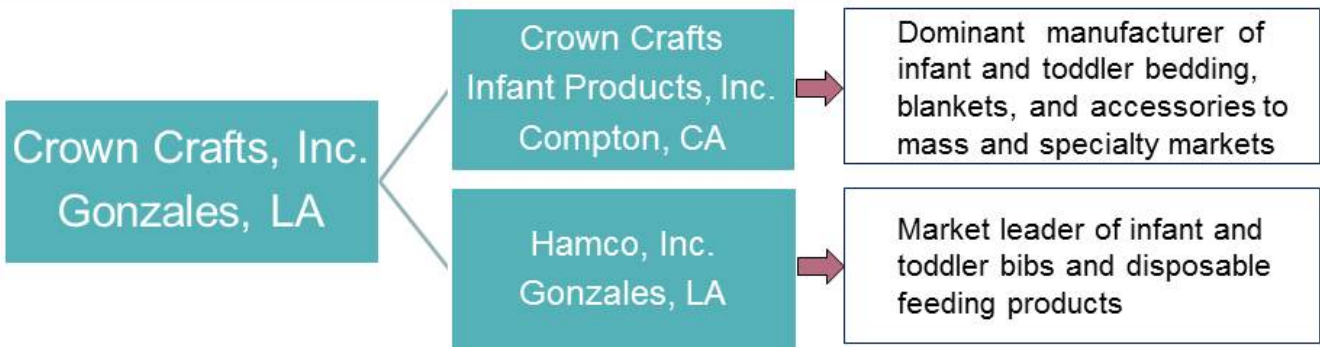 Crown Crafts, Inc.
Gonzales, LA
Crown Crafts
Infant Products, Inc.
Compton, CA
Dominant manufacturer of
infant and toddler bedding,
blankets, and accessories to
mass and specialty markets
Hamco, Inc.
Gonzales, LA
Market leader of infant and
toddler bibs and disposable
feeding products